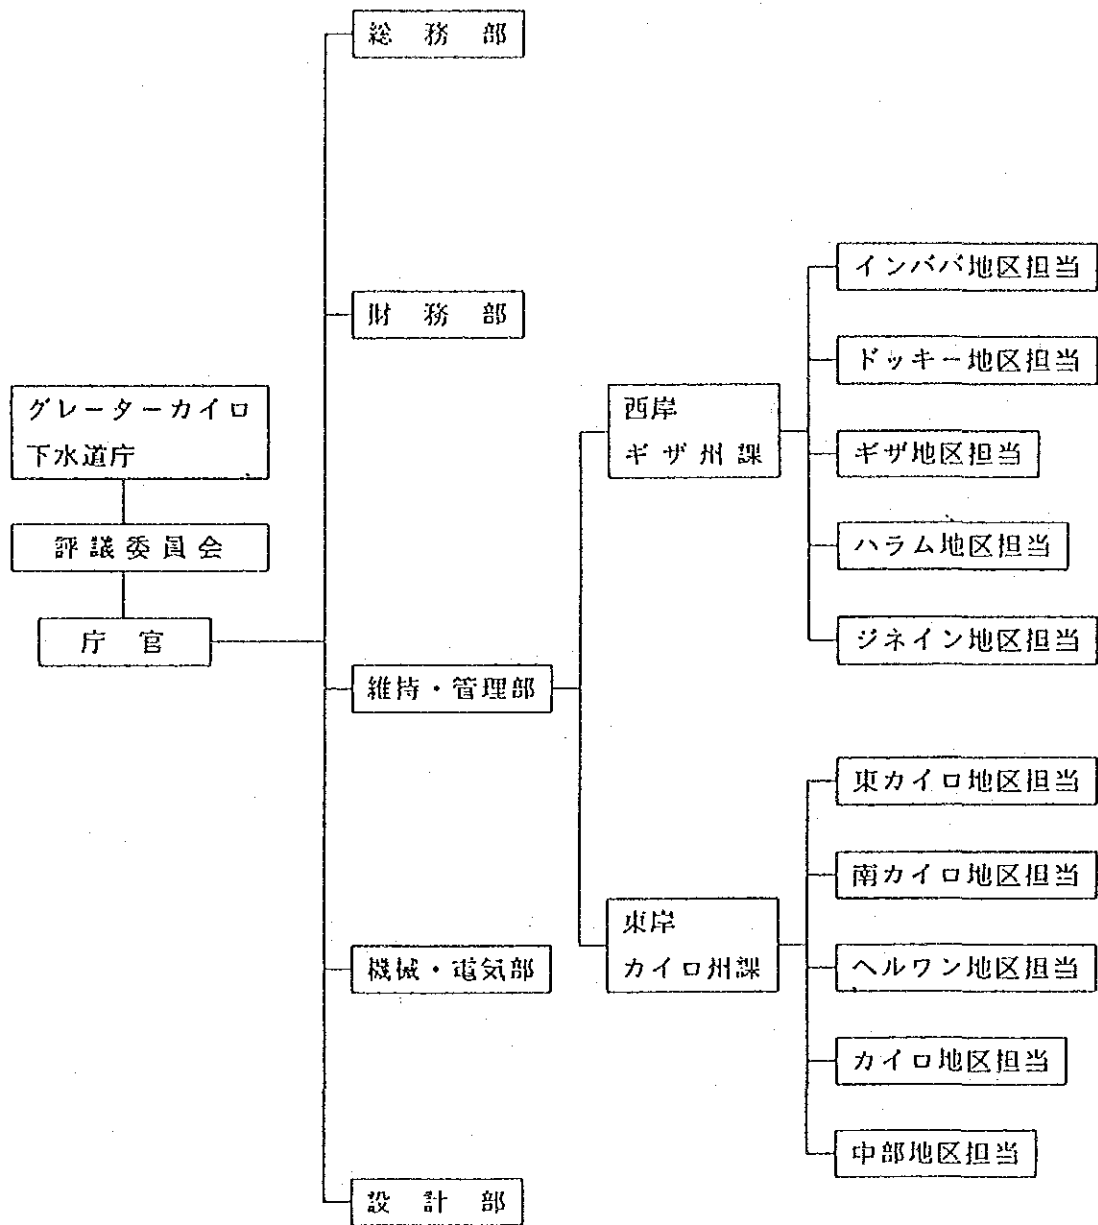 総務部
財務部
グレーターカイロ
下水道庁
評議委員会
庁官
維持・管理部
機械・電気部
設計部
西岸
ギザ州課
東岸
カイロ州課
インババ地区担当
ドッキー地区担当
ギザ地区担当
ハラム地区担当
ジネイン地区担当
東カイロ地区担当
南カイロ地区担当
ヘルワン地区担当
カイロ地区担当
中部地区担当